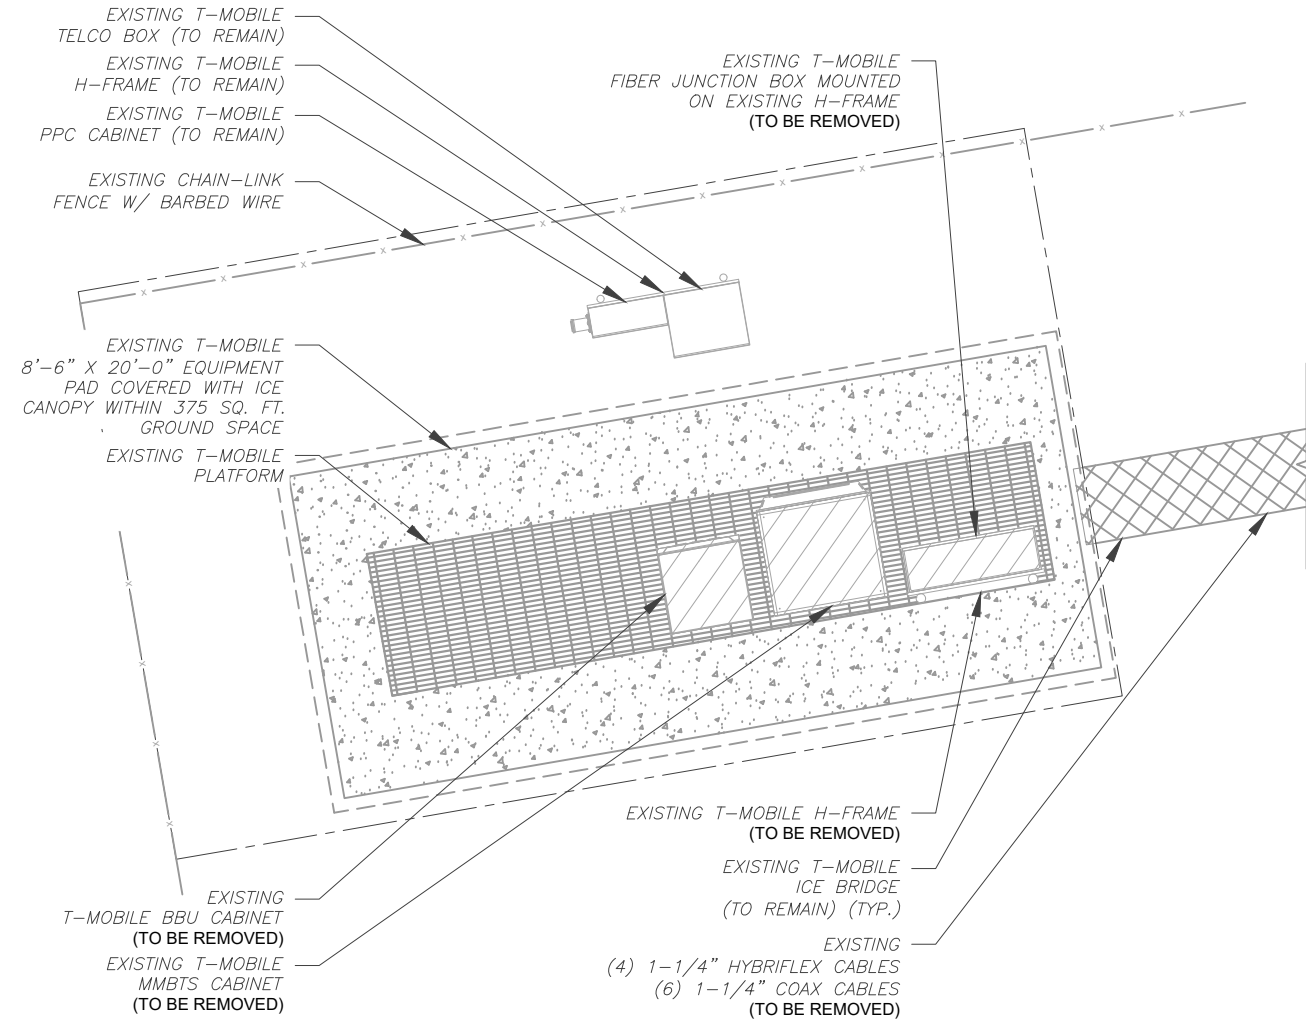 EXISTING T-MOBILE
TELCO BOX (TO REMAIN)
EXISTING T-MOBILE
H-FRAME (TO REMAIN)
EXISTING T-MOBILE
PPC CABINET (TO REMAIN)
EXISTING CHAIN-LINK
FENCE W/ BARBED WIRE
EXISTING T-MOBILE
FIBER JUNCTION BOX MOUNTED
ON EXISTING H-FRAME
(TO BE REMOVED)
EXISTING T-MOBILE
8'-6" X 20'-0" EQUIPMENT
PAD COVERED WITH ICE
CANOPY WITHIN 375 SQ. FT.
GROUND SPACE
EXISTING T-MOBILE
PLATFORM
EXISTING T-MOBILE H-FRAME
(TO BE REMOVED)
EXISTING T-MOBILE
ICE BRIDGE
(TO REMAIN) (TYP.)
EXISTING
(4) 1-1/4" HYBRIFLEX CABLES
(6) 1-1/4" COAX CABLES
(TO BE REMOVED)
EXISTING
T-MOBILE BBU CABINET
(TO BE REMOVED)
EXISTING T-MOBILE
MMBTS CABINET
(TO BE REMOVED)